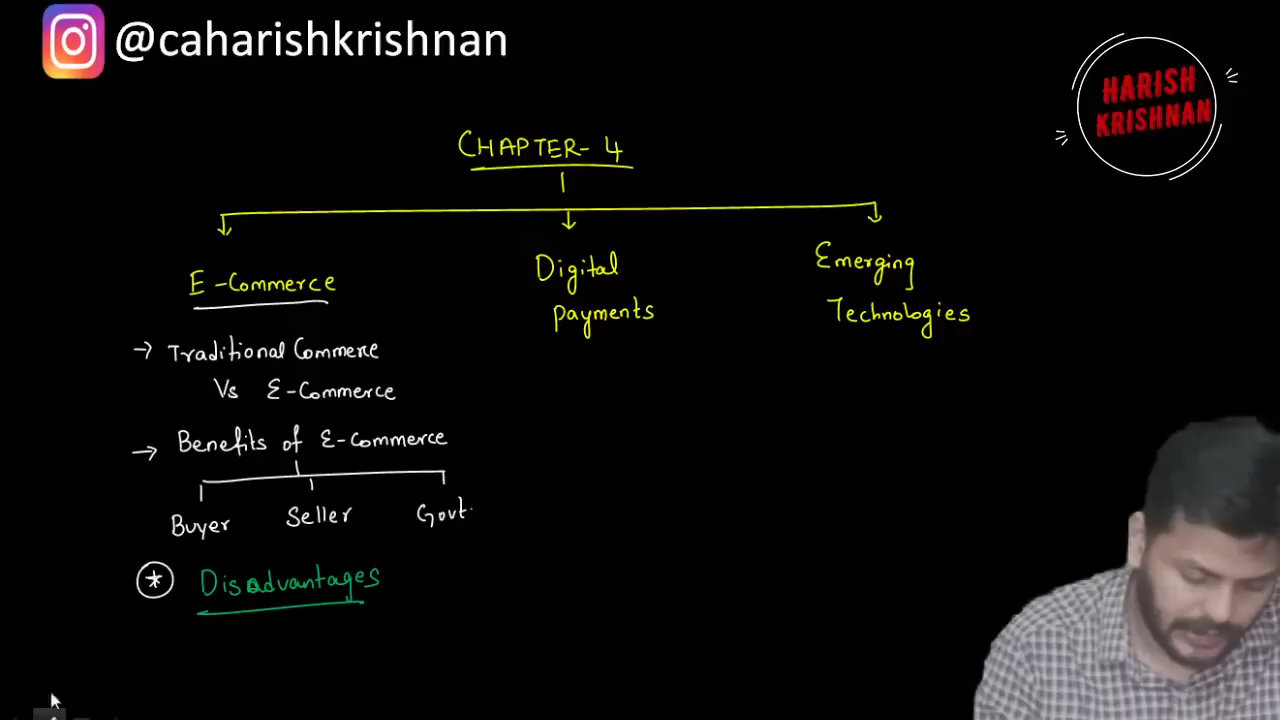 @caharishkrishnan
HARISH
KRISHNAN
CHAPTER- 4
E-Commerce
Digital
payments
Emerging
Technologies
→ Traditional Commerce
Vs E-Commerce
→ Benefits of E-commerce
Buyer Seller Govt.
* Disadvantages